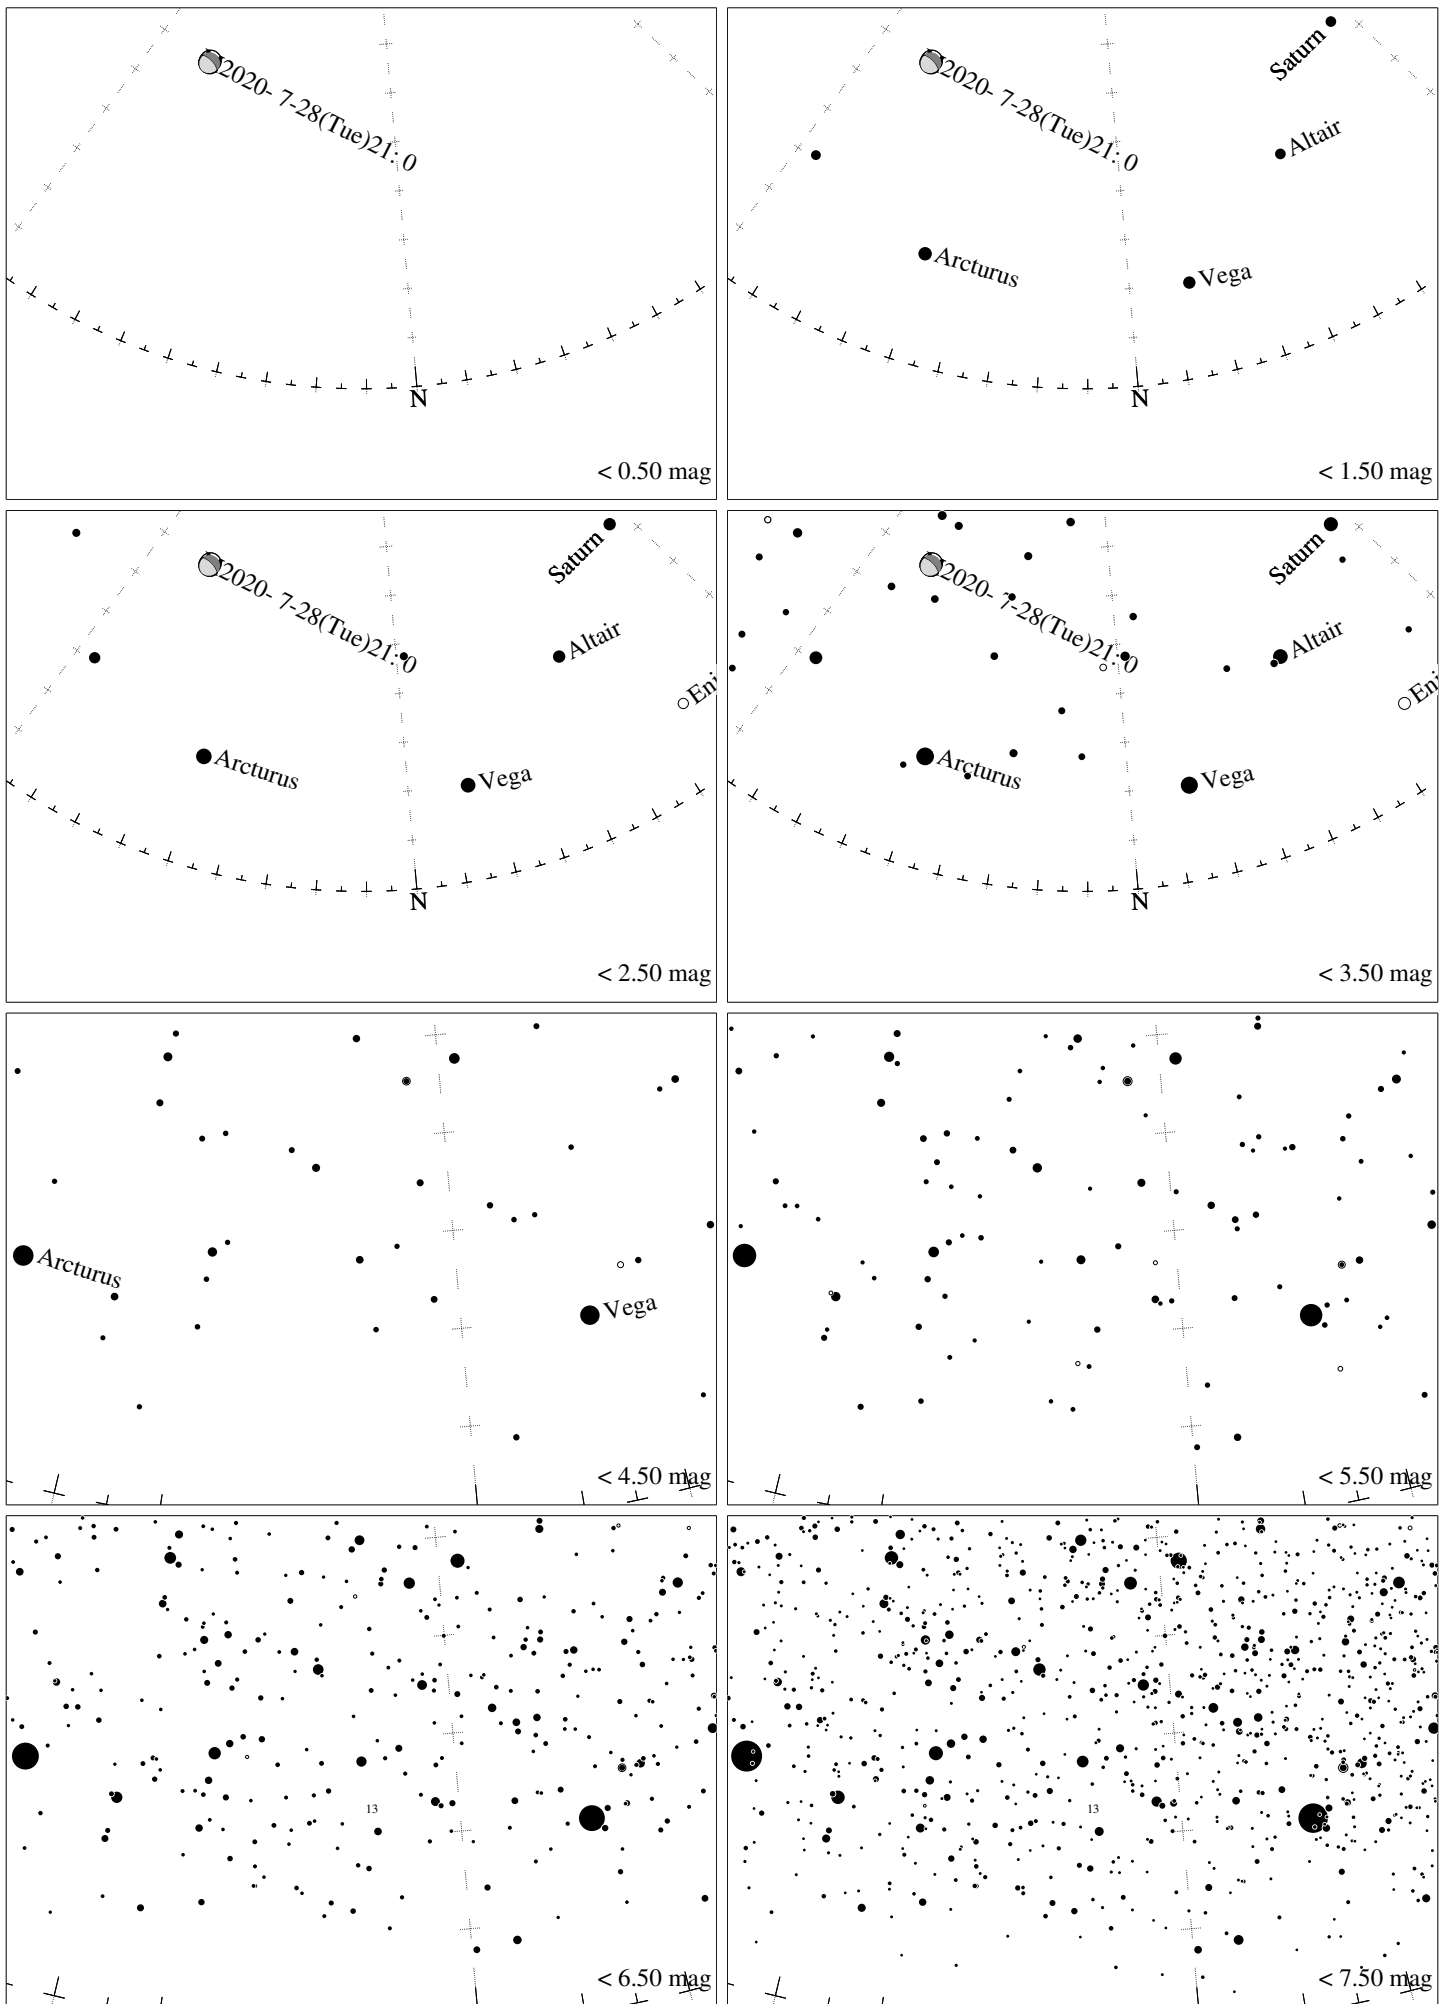 2020- 7-28(Tue)21: 0
N
< 0.50 mag
Saturn
2020- 7-28(Tue)21: 0
Altair
Arcturus
Vega
N
< 1.50 mag
Saturn
2020- 7-28(Tue)21: 0
Altair
Eni
Arcturus
Vega
N
< 2.50 mag
Saturn
2020- 7-28(Tue)21: 0
Altair
Eni
Arcturus
Vega
N
< 3.50 mag
Arcturus
Vega
< 4.50 mag
< 5.50 mag
13
< 6.50 mag
13
< 7.50 mag